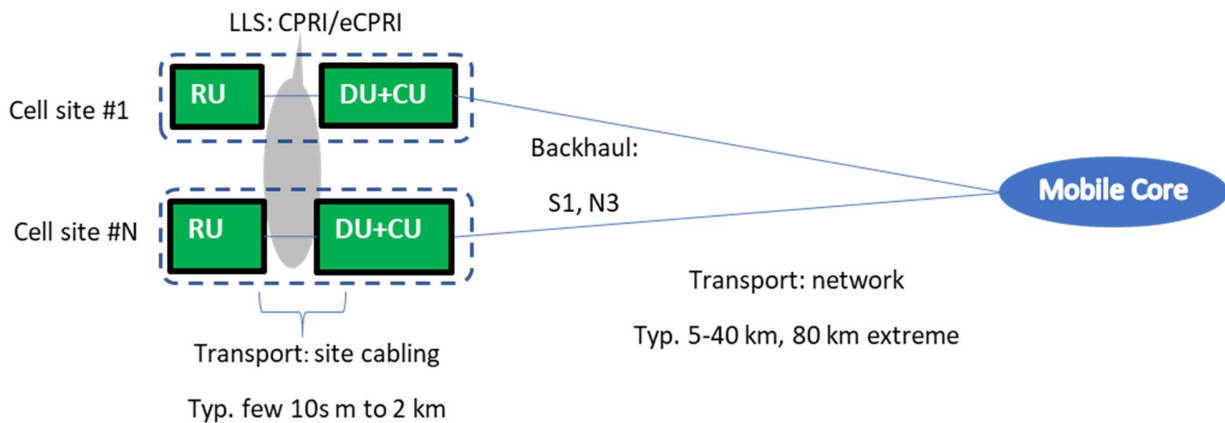 LLS: CPRI/eCPRI
Cell site #1
RU
DU+CU
Backhaul:
S1, N3
Mobile Core
Cell site #N
RU
DU+CU
Transport: network
Typ. 5-40 km, 80 km extreme
Transport: site cabling
Typ. few 10s m to 2 km